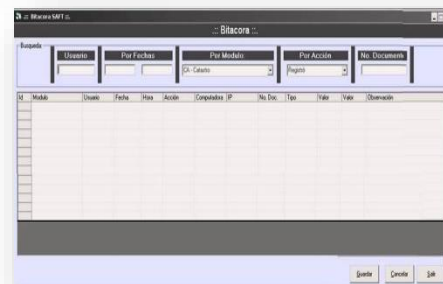 .:: Bitacora SAFT ::.
.:: Bitacora ::.
Busqueda
Usuario Por Fechas Por Modulo Por Acción No. Documento
CA - Catastro Registró
Id Modulo Usuario Fecha Hora Acción Computadora IP No. Doc. Tipo Valor Valor Observación
Guardar Cancelar Salir